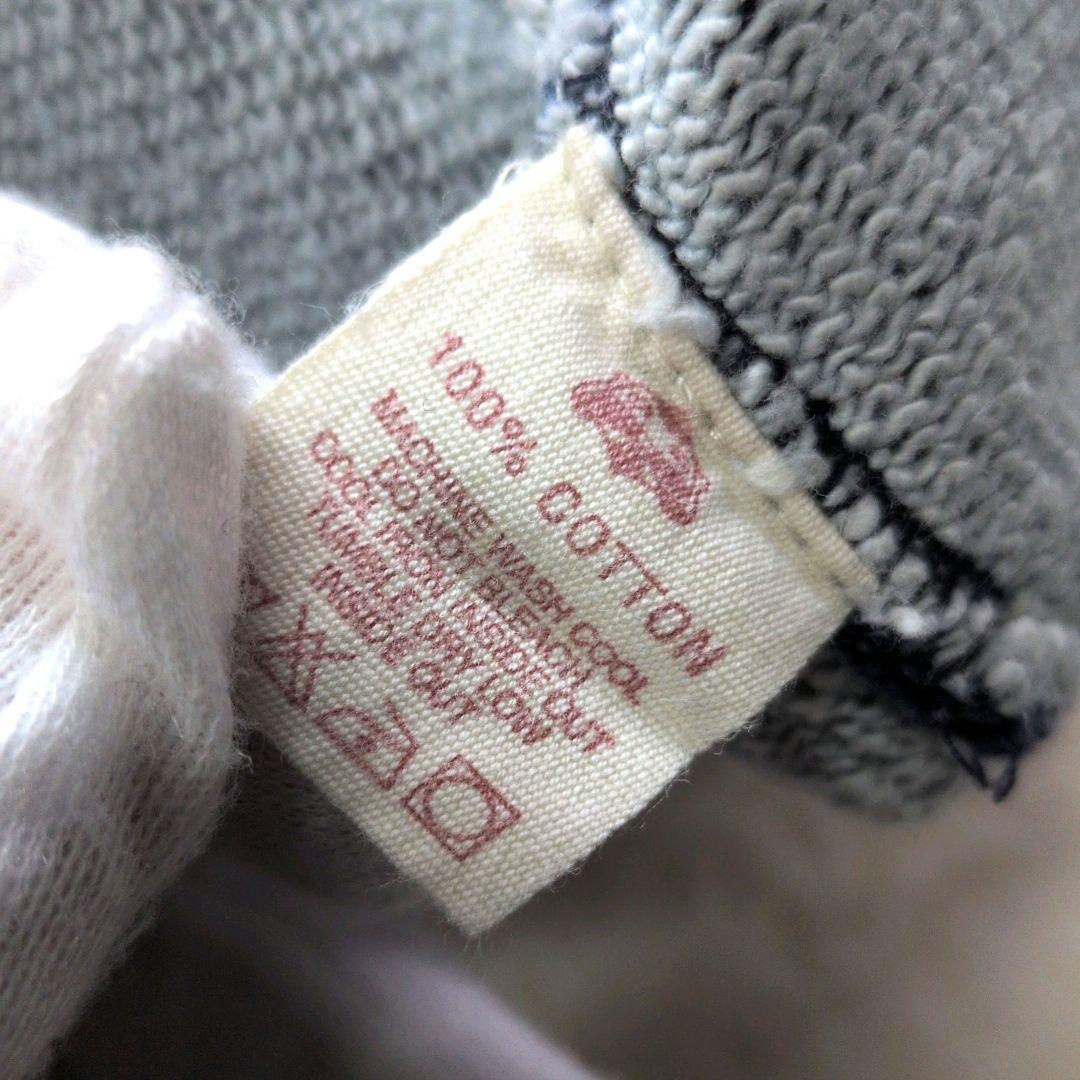 100% COTTON
MACHINE WASH COOL
DO NOT BLEACH
COOL IRON INSIDE OUT
TUMBLE DRY LOW
INSIDE OUT